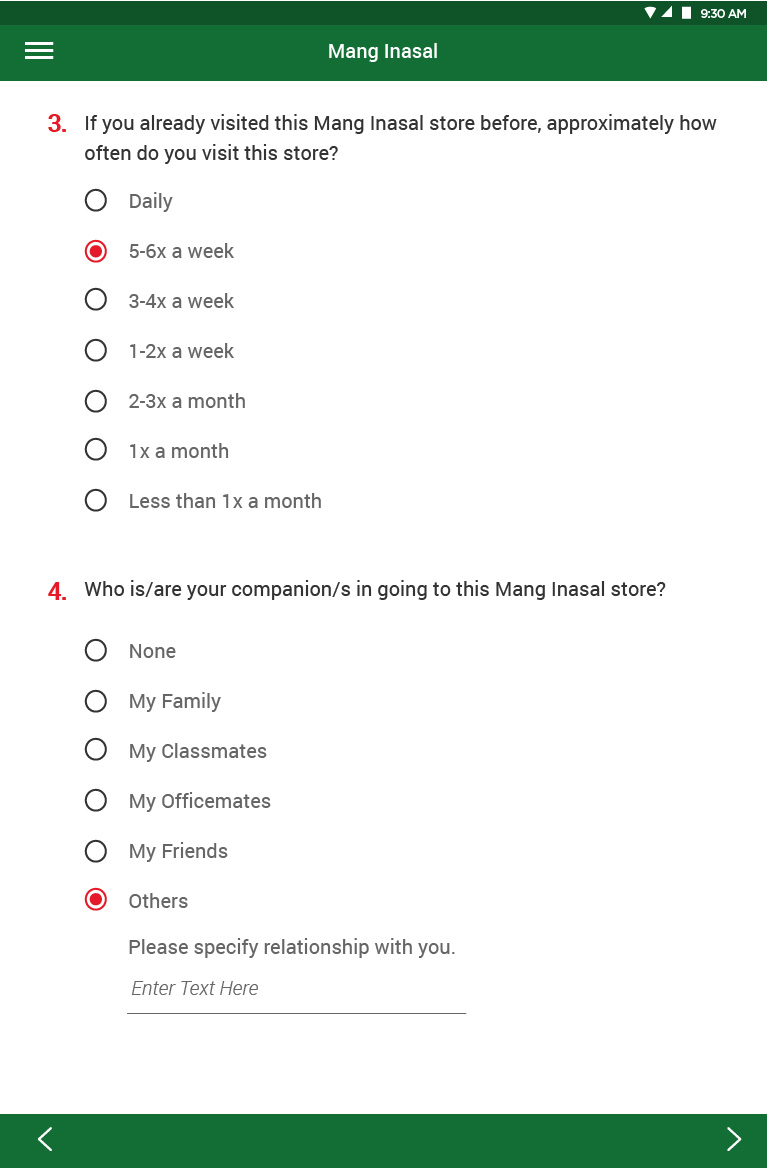 9:30 AM
Mang Inasal
3. If you already visited this Mang Inasal store before, approximately how
often do you visit this store?
Daily
5-6x a week
3-4x a week
1-2x a week
2-3x a month
1x a month
Less than 1x a month
4. Who is/are your companion/s in going to this Mang Inasal store?
None
My Family
My Classmates
My Officemates
My Friends
Others
Please specify relationship with you.
Enter Text Here